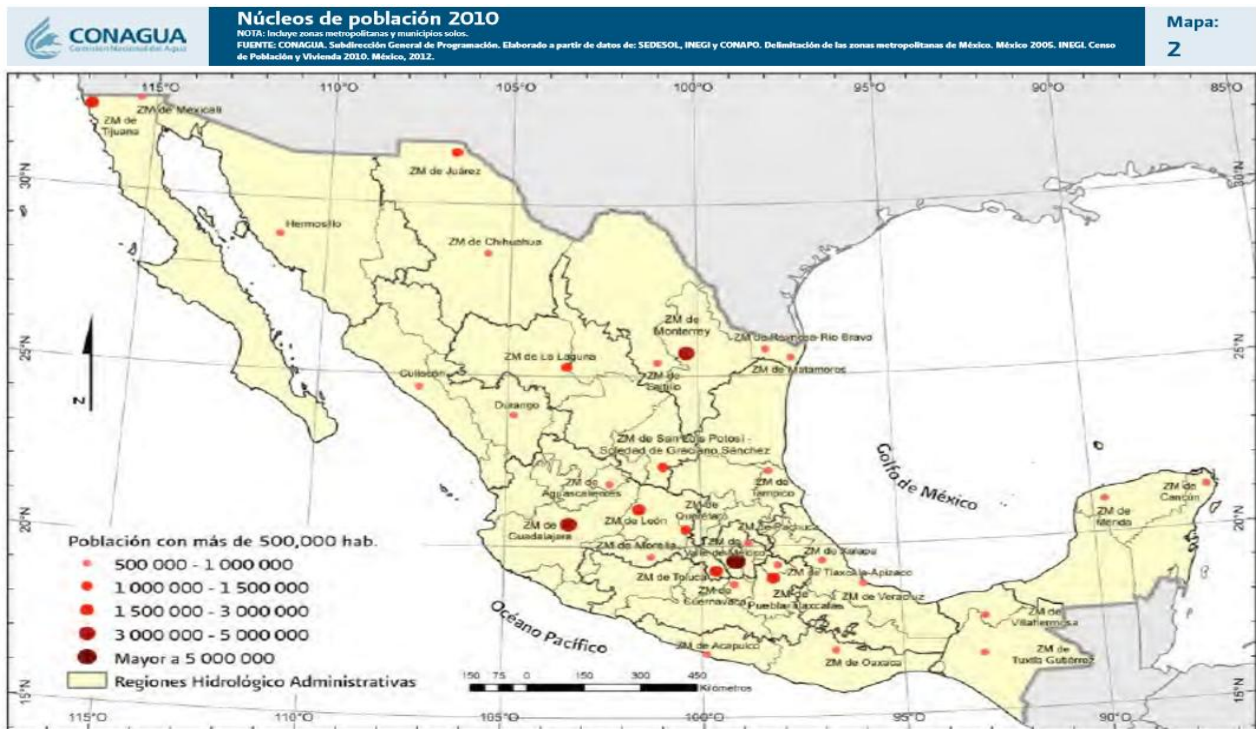 CONAGUA
Comisión Nacional del Agua
Núcleos de población 2010
NOTA: Incluye zonas metropolitanas y municipios solos.
FUENTE: CONAGUA. Subdirección General de Programación. Elaborado a partir de datos de: SEDESOL, INEGI y CONAPO. Delimitación de las zonas metropolitanas de México. México 2005. INEGI. Censo
de Población y Vivienda 2010. México, 2012.
Mapa:
2
115°O
110°O
105°O
100°O
95°O
90°O
85°O
ZM de Mexicali
ZM de
Tijuana
ZM de Juárez
30°N
30°N
Hermosillo
ZM de Chihuahua
ZM de
Monterrey
ZM de Reynosa-Río Bravo
25°N
25°N
ZM de La Laguna
ZM de Matamoros
ZM de
Saltillo
Culiacán
Durango
N
ZM de San Luis Potosí -
Soledad de Graciano Sánchez
Golfo de México
ZM de
Aguascalientes
ZM de
Tampico
ZM de
Cancún
ZM de
Mérida
20°N
20°N
ZM de
Guadalajara
ZM de León
ZM de
Querétaro
ZM de Pachuca
ZM de
Valle de México
ZM de Morelia
ZM de Xalapa
ZM de Toluca
ZM de Tlaxcala-Apizaco
ZM de
Cuernavaca
ZM de
Puebla-Tlaxcala
ZM de Veracruz
ZM de
Villahermosa
Océano Pacífico
ZM de Acapulco
ZM de Oaxaca
ZM de
Tuxtla Gutiérrez
Población con más de 500,000 hab.
500 000 - 1 000 000
1 000 000 - 1 500 000
1 500 000 - 3 000 000
3 000 000 - 5 000 000
Mayor a 5 000 000
Regiones Hidrológico Administrativas
150 75 0 150 300 450
Kilómetros
15°N
15°N
115°O
110°O
105°O
100°O
95°O
90°O